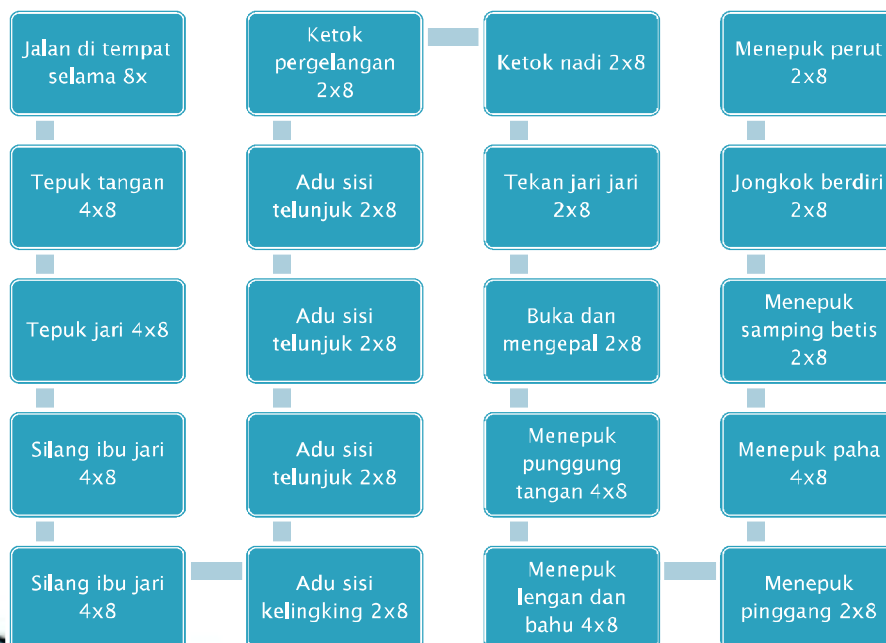 Jalan di tempat
selama 8x
Tepuk tangan
4x8
Tepuk jari 4x8
Silang ibu jari
4x8
Silang ibu jari
4x8
Adu sisi
kelingking 2x8
Adu sisi
telunjuk 2x8
Adu sisi
telunjuk 2x8
Adu sisi
telunjuk 2x8
Ketok
pergelangan
2x8
Ketok nadi 2x8
Tekan jari jari
2x8
Buka dan
mengepal 2x8
Menepuk
punggung
tangan 4x8
Menepuk
lengan dan
bahu 4x8
Menepuk
pinggang 2x8
Menepuk paha
4x8
Menepuk
samping betis
2x8
Jongkok berdiri
2x8
Menepuk perut
2x8